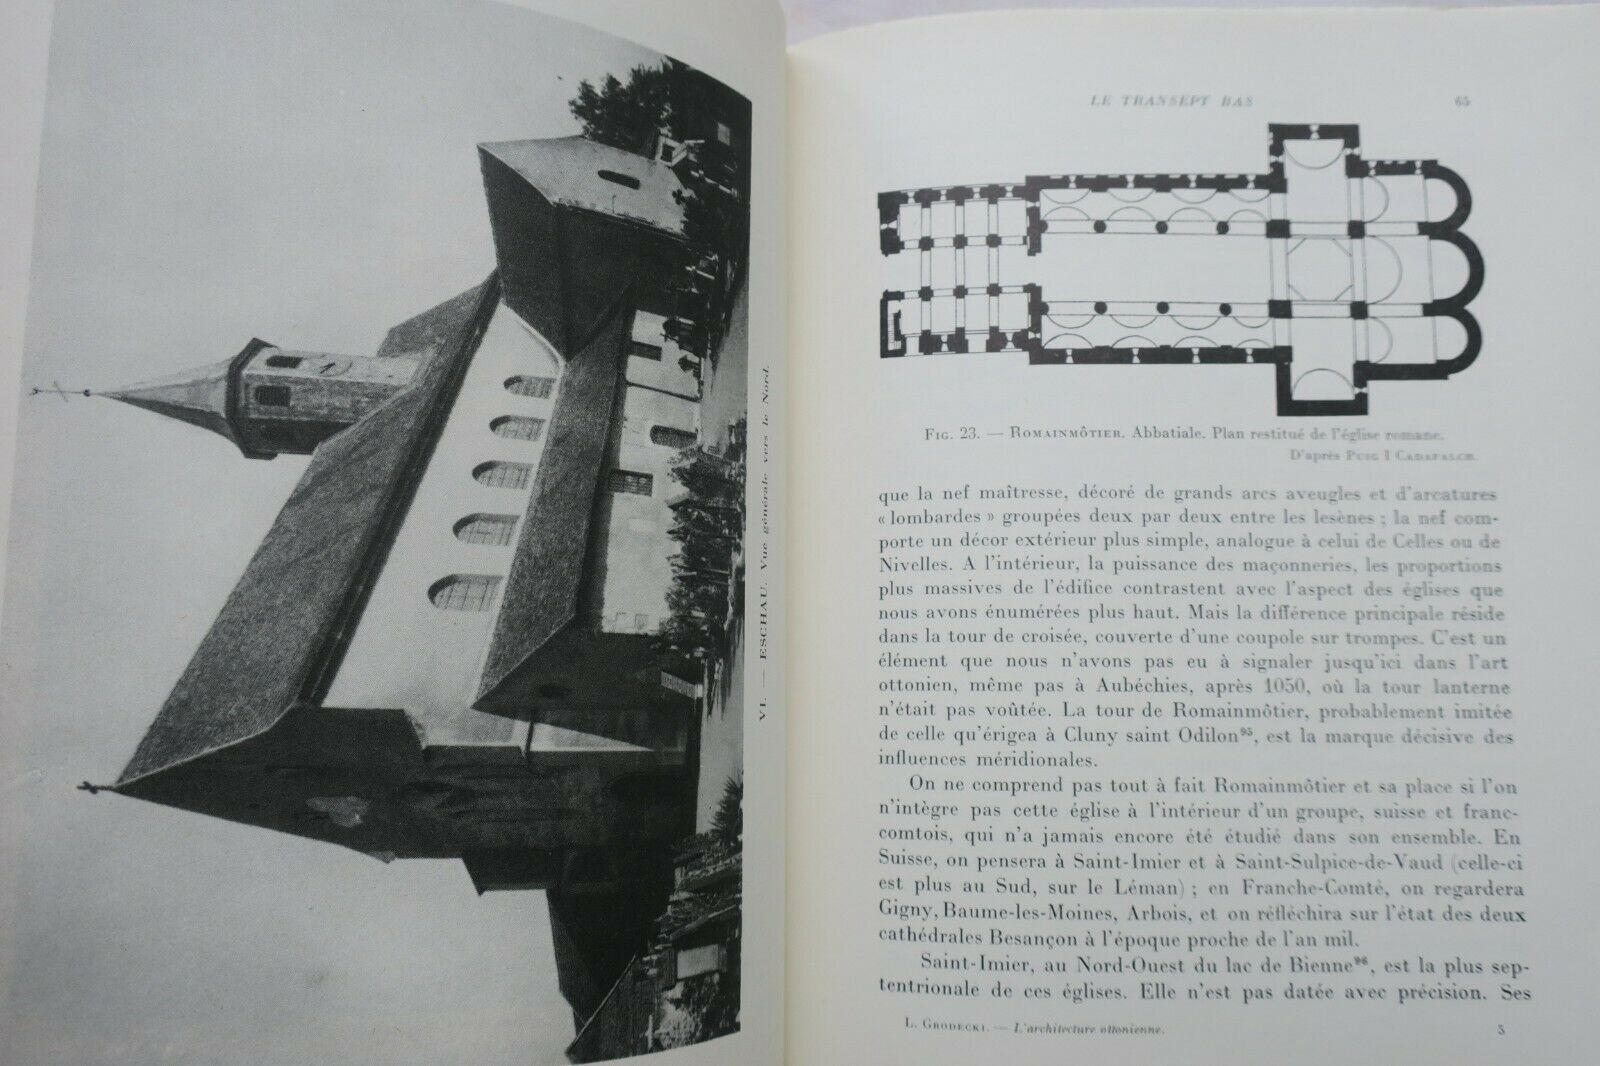 VI. — ESCHAU. Vue générale vers le Nord.
LE TRANSEPT BAS 65
FIG. 23. — ROMAINMÔTIER. Abbatiale. Plan restitué de l'église romane.
D'après PUIG I CADAFALCH.
que la nef maîtresse, décoré de grands arcs aveugles et d'arcatures
« lombardes » groupées deux par deux entre les lesènes ; la nef com-
porte un décor extérieur plus simple, analogue à celui de Celles ou de
Nivelles. A l'intérieur, la puissance des maçonneries, les proportions
plus massives de l'édifice contrastent avec l'aspect des églises que
nous avons énumérées plus haut. Mais la différence principale réside
dans la tour de croisée, couverte d'une coupole sur trompes. C'est un
élément que nous n'avons pas eu à signaler jusqu'ici dans l'art
ottonien, même pas à Aubéchies, après 1050, où la tour lanterne
n'était pas voûtée. La tour de Romainmôtier, probablement imitée
de celle qu'érigea à Cluny saint Odilon⁹⁵, est la marque décisive des
influences méridionales.
On ne comprend pas tout à fait Romainmôtier et sa place si l'on
n'intègre pas cette église à l'intérieur d'un groupe, suisse et franc-
comtois, qui n'a jamais encore été étudié dans son ensemble. En
Suisse, on pensera à Saint-Imier et à Saint-Sulpice-de-Vaud (celle-ci
est plus au Sud, sur le Léman) ; en Franche-Comté, on regardera
Gigny, Baume-les-Moines, Arbois, et on réfléchira sur l'état des deux
cathédrales Besançon à l'époque proche de l'an mil.
Saint-Imier, au Nord-Ouest du lac de Bienne⁹⁶, est la plus sep-
tentrionale de ces églises. Elle n'est pas datée avec précision. Ses
L. GRODECKI. — L'architecture ottonienne. 5